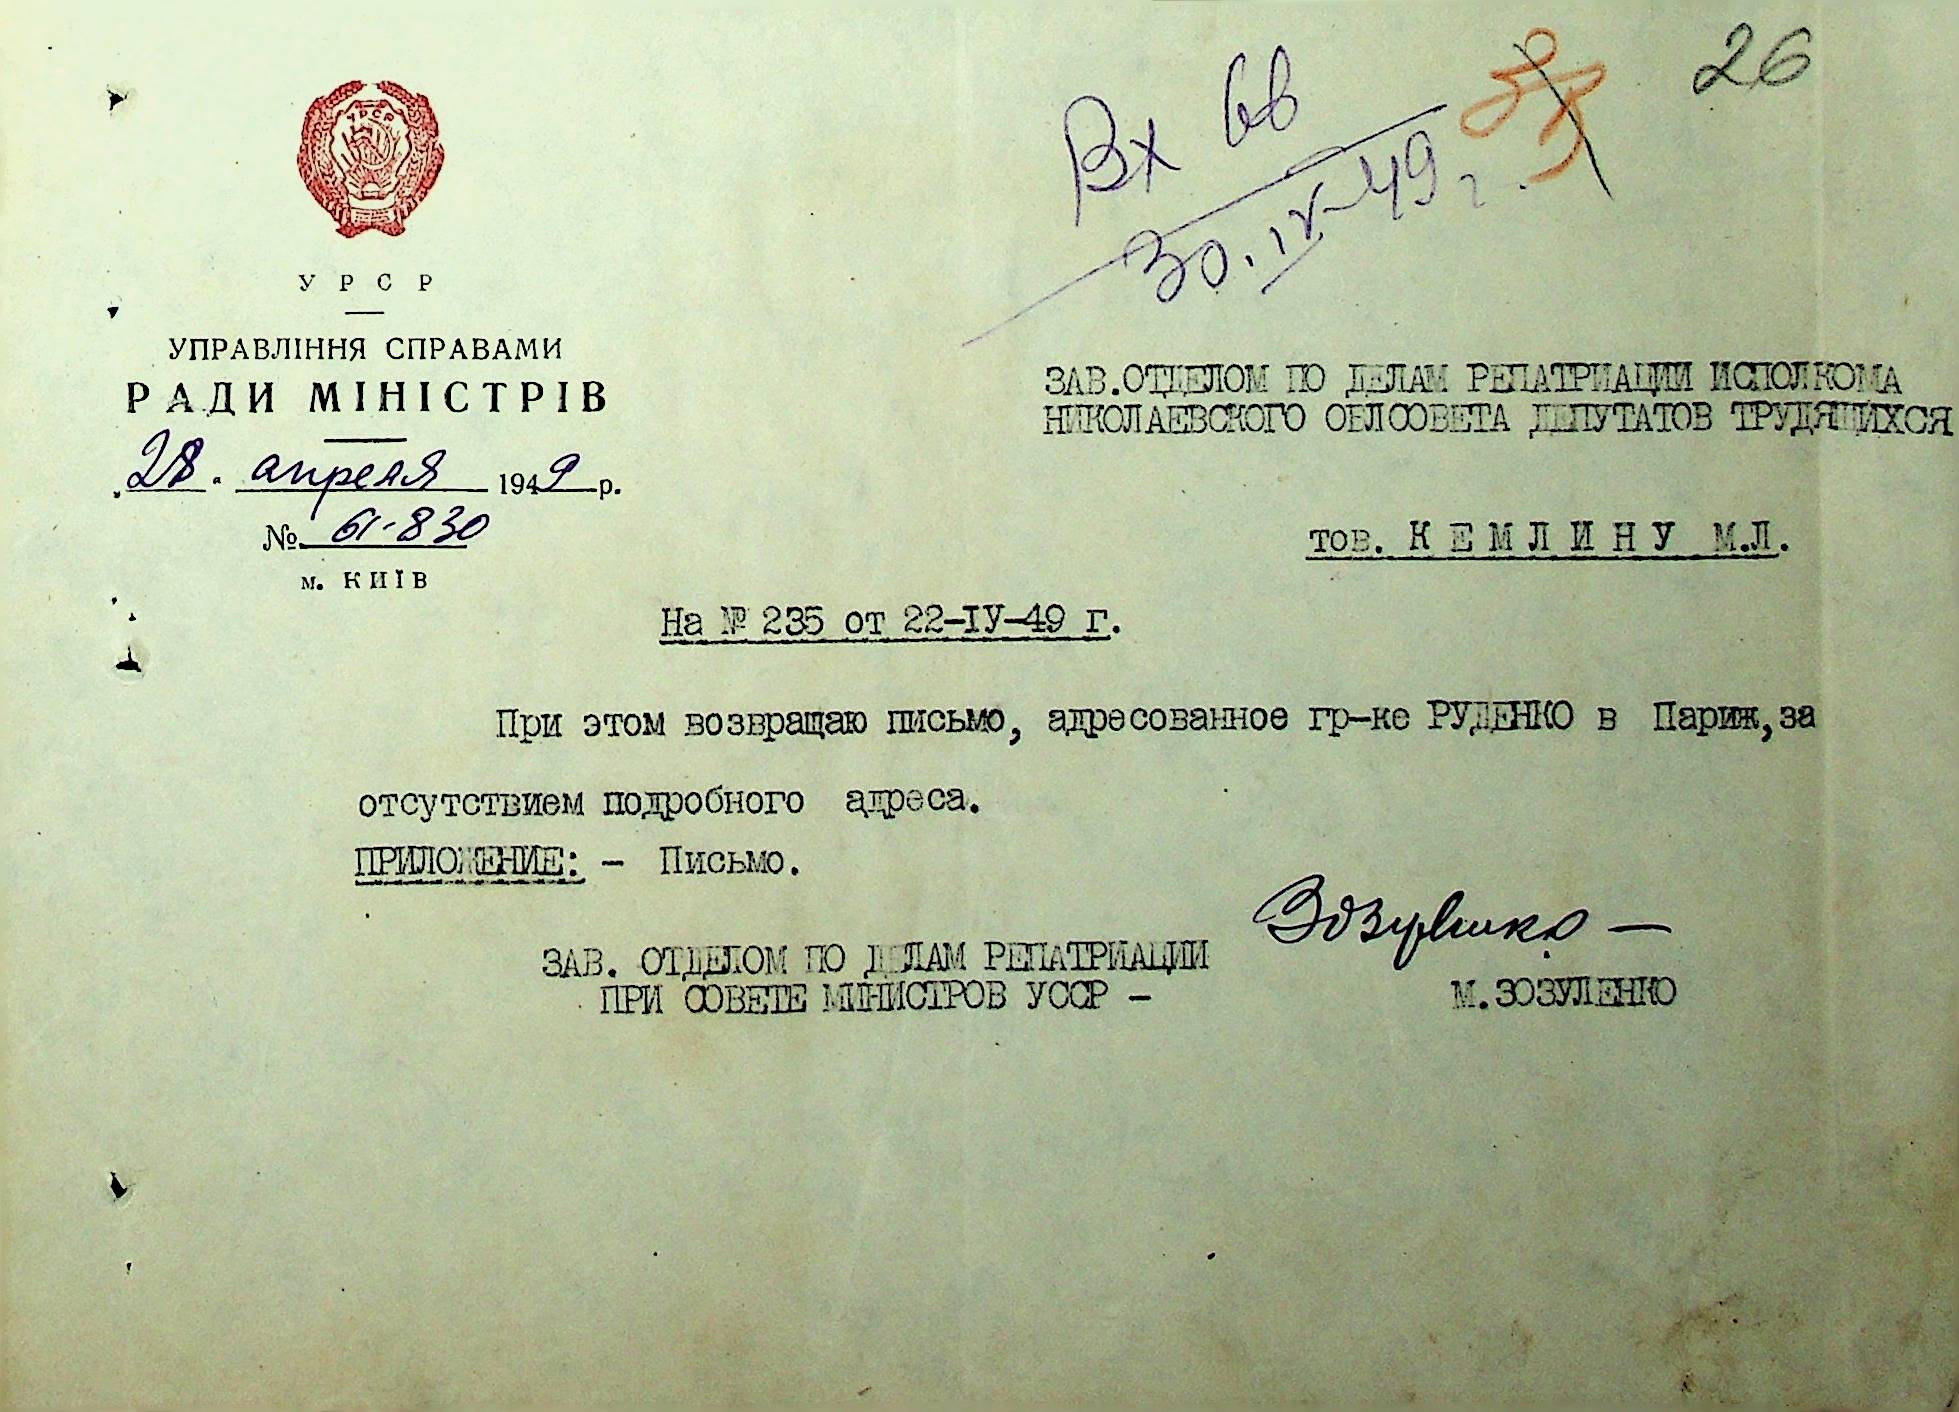 26
Вх 68
30.IV-49 г.
УРСР
УРСР
УПРАВЛІННЯ СПРАВАМИ
РАДИ МІНІСТРІВ
„28" апреля 1949 р.
№ 61-830
м. КИЇВ
ЗАВ.ОТДЕЛОМ ПО ДЕЛАМ РЕПАТРИАЦИИ ИСПОЛКОМА
НИКОЛАЕВСКОГО ОБЛСОВЕТА ДЕПУТАТОВ ТРУДЯЩИХСЯ
тов. КЕМЛИНУ М.Л.
На № 235 от 22-IУ-49 г.
При этом возвращаю письмо, адресованное гр-ке РУДЕНКО в Париж,за
отсутствием подробного адреса.
ПРИЛОЖЕНИЕ: - Письмо.
Зозуленко
ЗАВ. ОТДЕЛОМ ПО ДЕЛАМ РЕПАТРИАЦИИ
ПРИ СОВЕТЕ МИНИСТРОВ УССР - М.ЗОЗУЛЕНКО